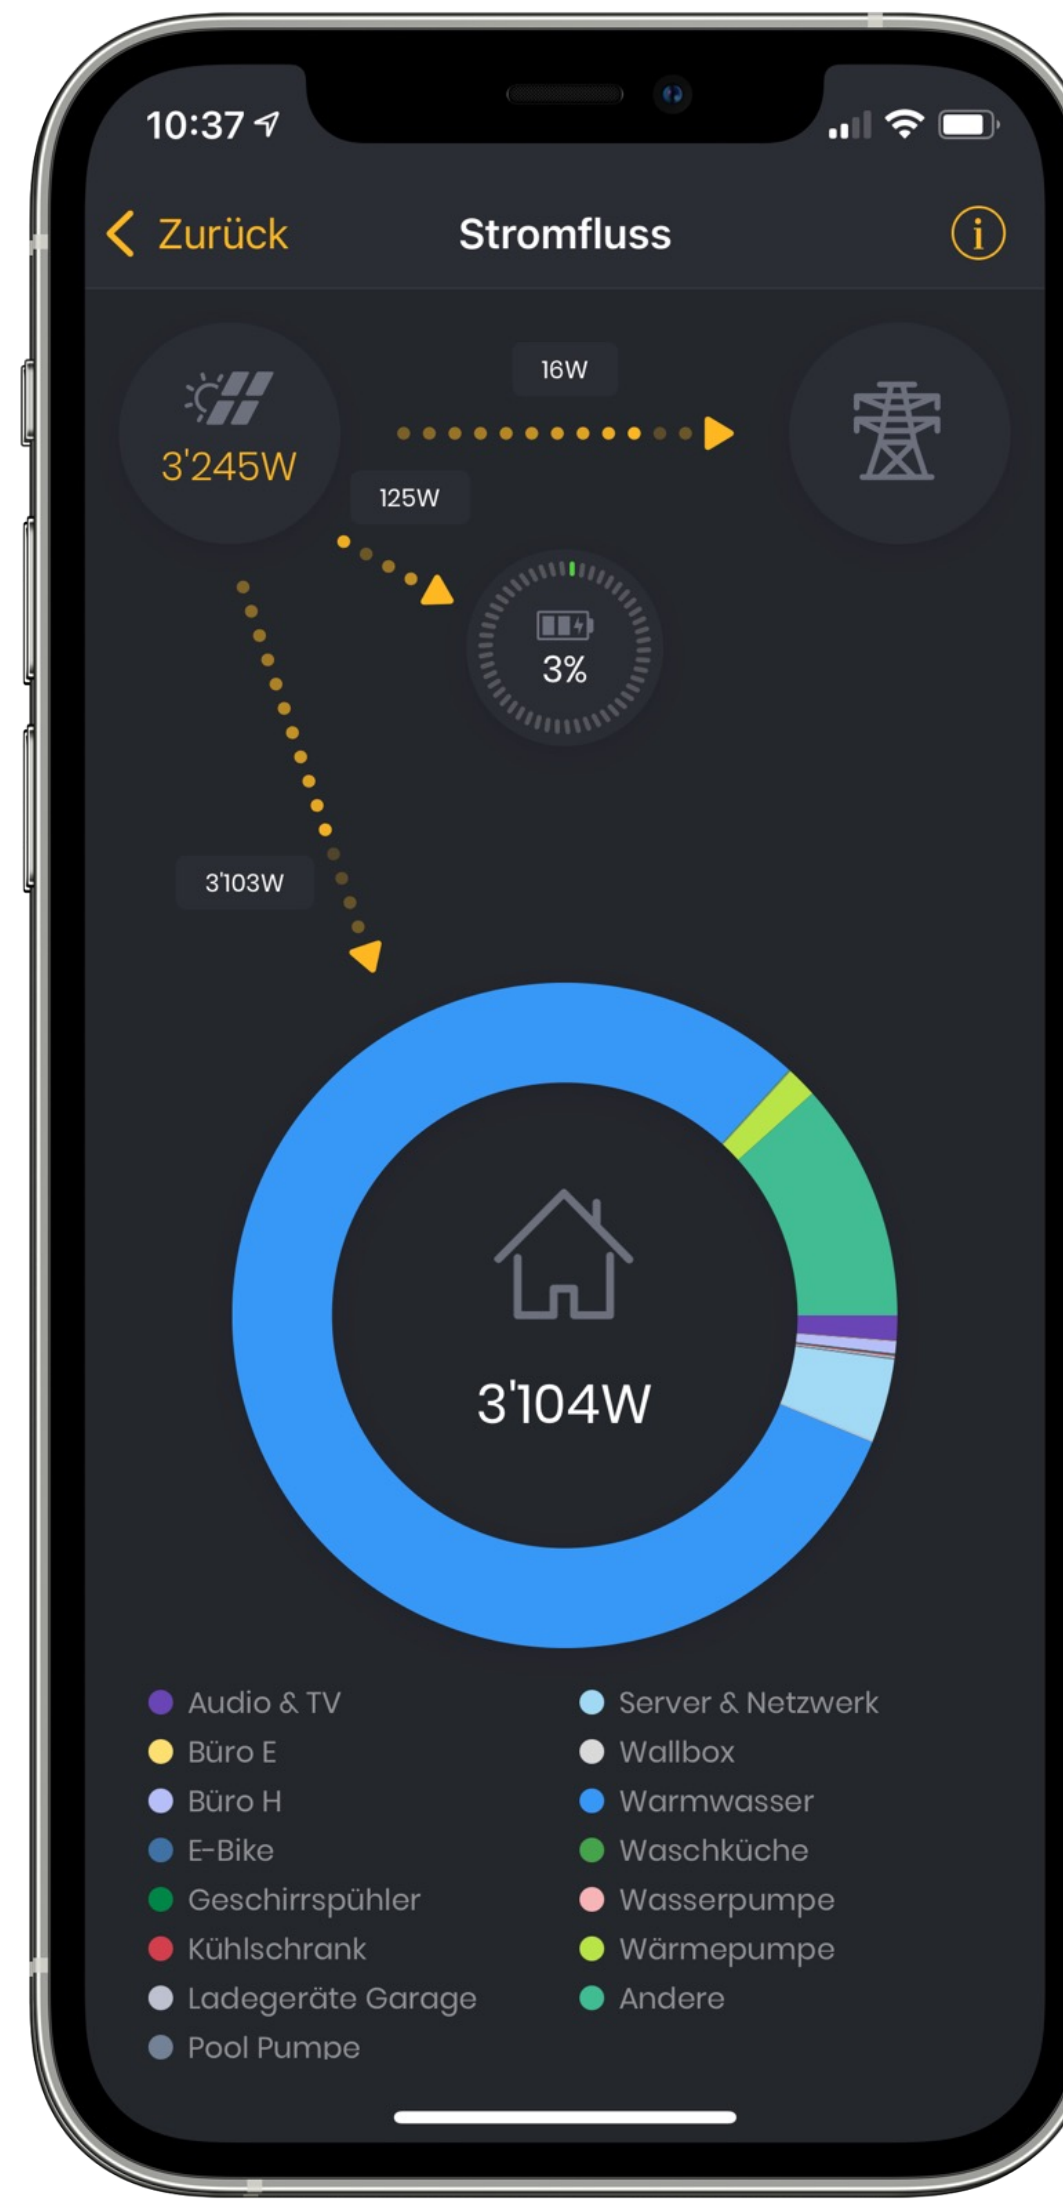 10:37
Zurück
Stromfluss
i
16W
3'245W
125W
3%
3'103W
3'104W
Audio & TV
Büro E
Büro H
E-Bike
Geschirrspühler
Kühlschrank
Ladegeräte Garage
Pool Pumpe
Server & Netzwerk
Wallbox
Warmwasser
Waschküche
Wasserpumpe
Wärmepumpe
Andere